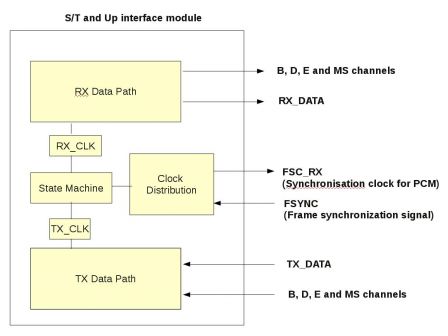 S/T and Up interface module
RX Data Path
B, D, E and MS channels
RX_DATA
RX_CLK
State Machine
Clock
Distribution
FSC_RX
(Synchronisation clock for PCM)
FSYNC
(Frame synchronization signal)
TX_CLK
TX Data Path
TX_DATA
B, D, E and MS channels